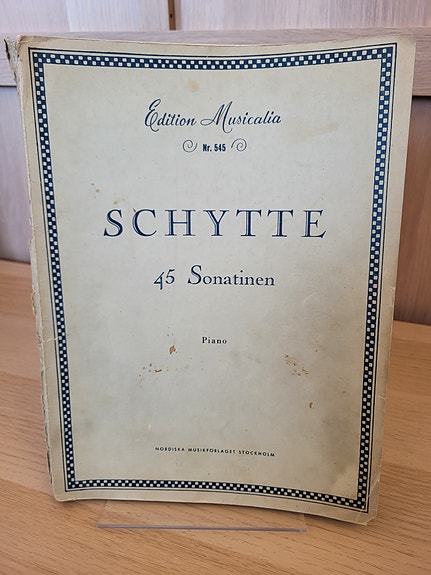 Edition Musicalia
Nr. 545
SCHYTTE
45 Sonatinen
Piano
NORDISKA MUSIKFÖRLAGET STOCKHOLM